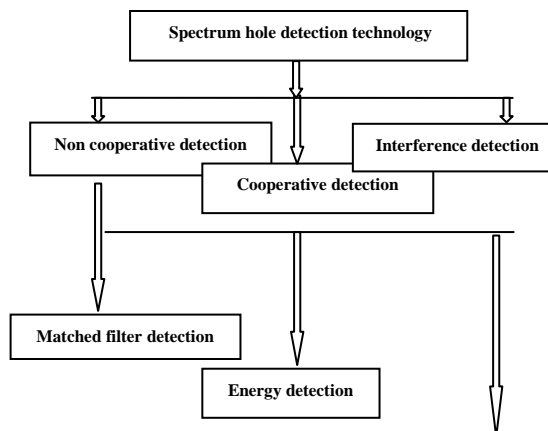 Spectrum hole detection technology
Non cooperative detection
Interference detection
Cooperative detection
Matched filter detection
Energy detection